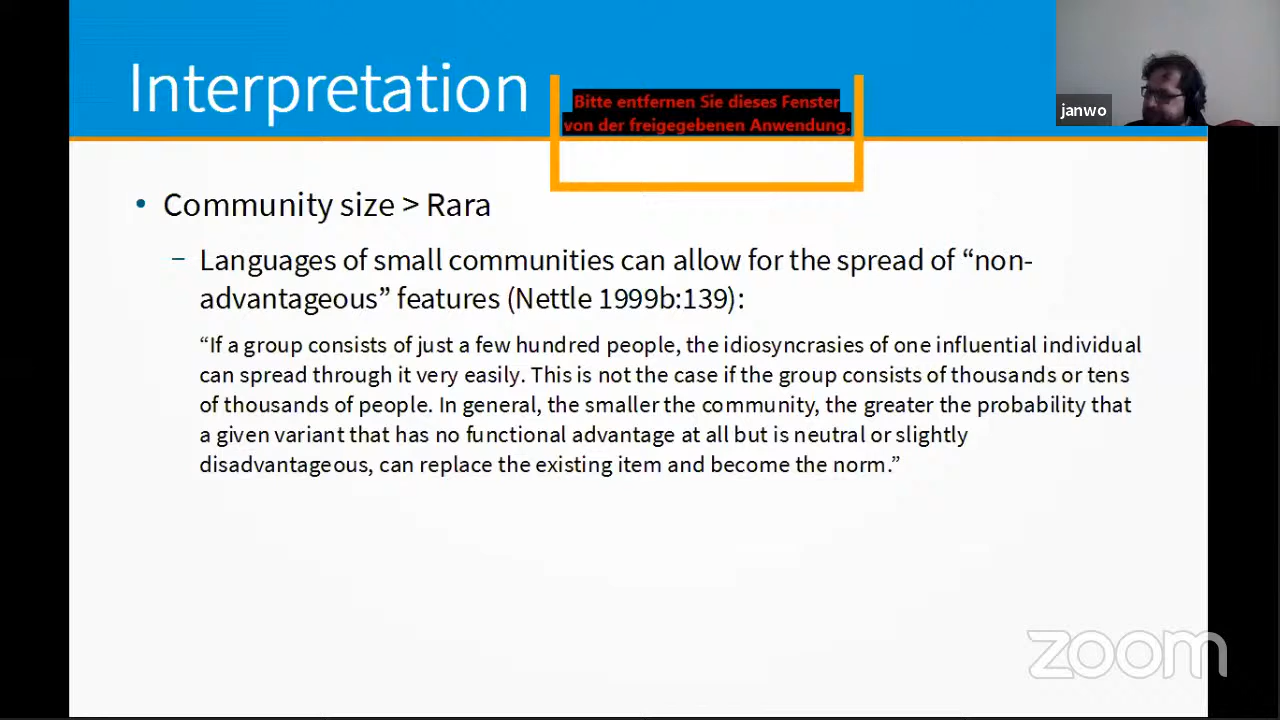 Interpretation
Bitte entfernen Sie dieses Fenster
von der freigegebenen Anwendung.
janwo
• Community size > Rara
– Languages of small communities can allow for the spread of “non-
advantageous” features (Nettle 1999b:139):
“If a group consists of just a few hundred people, the idiosyncrasies of one influential individual
can spread through it very easily. This is not the case if the group consists of thousands or tens
of thousands of people. In general, the smaller the community, the greater the probability that
a given variant that has no functional advantage at all but is neutral or slightly
disadvantageous, can replace the existing item and become the norm.”
zoom